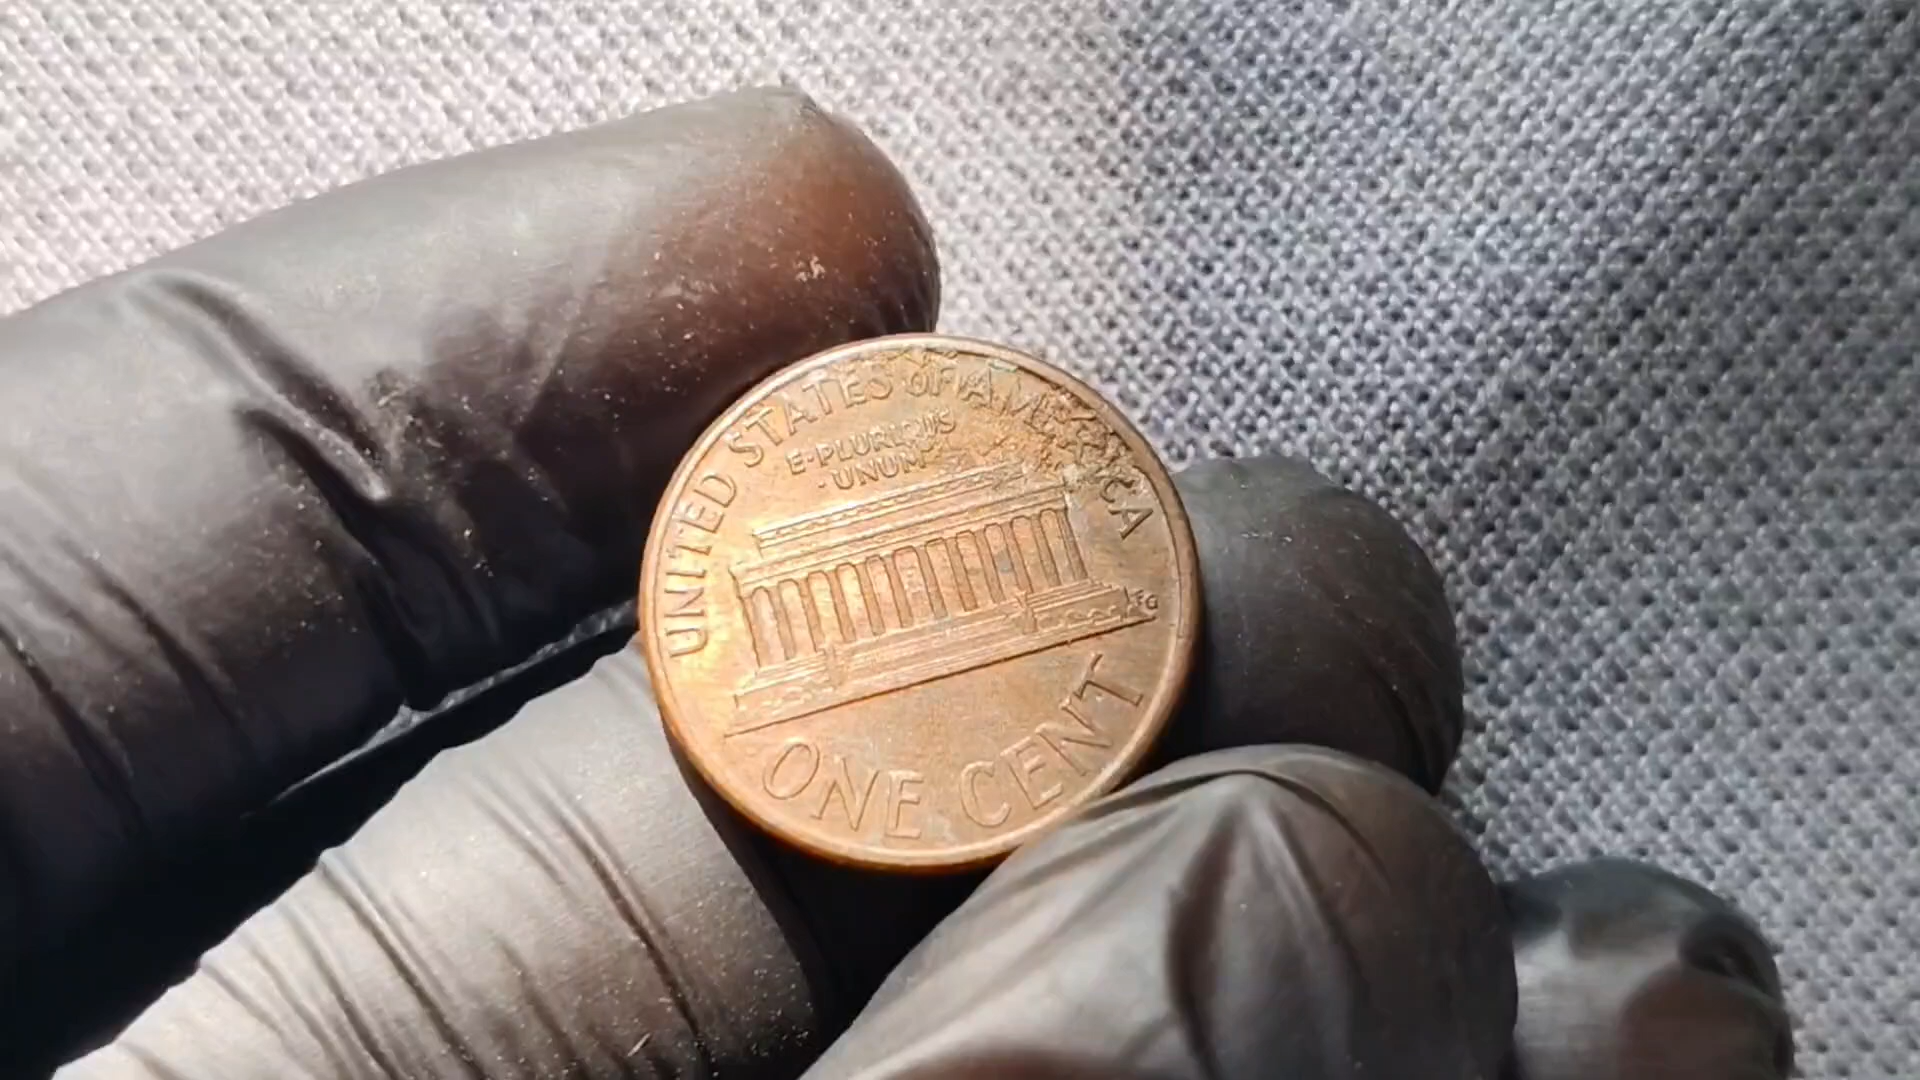 UNITED STATES OF AMERICA
E·PLURIBUS
·UNUM·
FG
ONE CENT